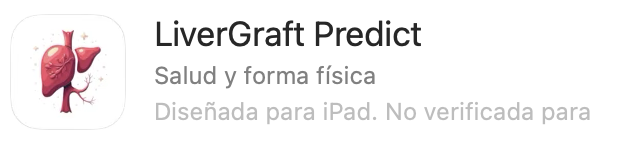 LiverGraft Predict
Salud y forma física
Diseñada para iPad. No verificada para